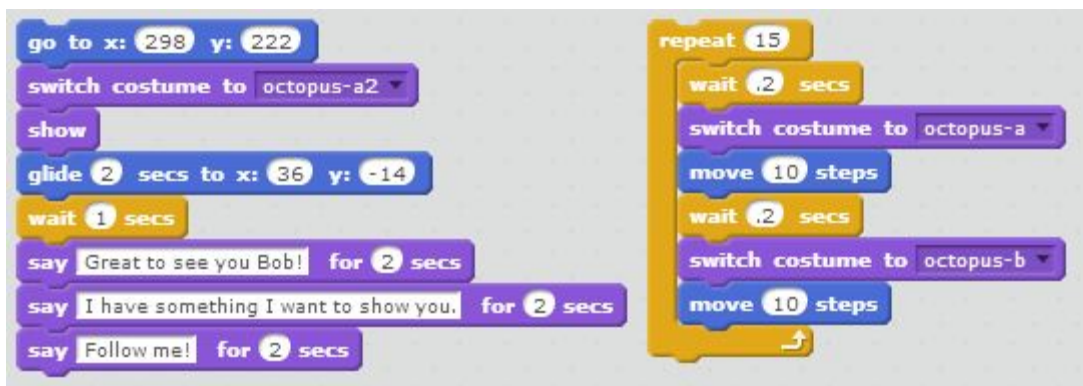 go to x: 298 y: 222
switch costume to octopus-a2
show
glide 2 secs to x: 36 y: -14
wait 1 secs
say Great to see you Bob! for 2 secs
say I have something I want to show you. for 2 secs
say Follow me! for 2 secs
repeat 15
wait .2 secs
switch costume to octopus-a
move 10 steps
wait .2 secs
switch costume to octopus-b
move 10 steps